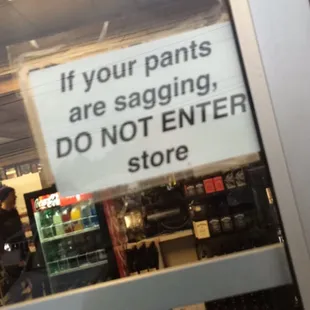 If your pants
are sagging,
DO NOT ENTER
store